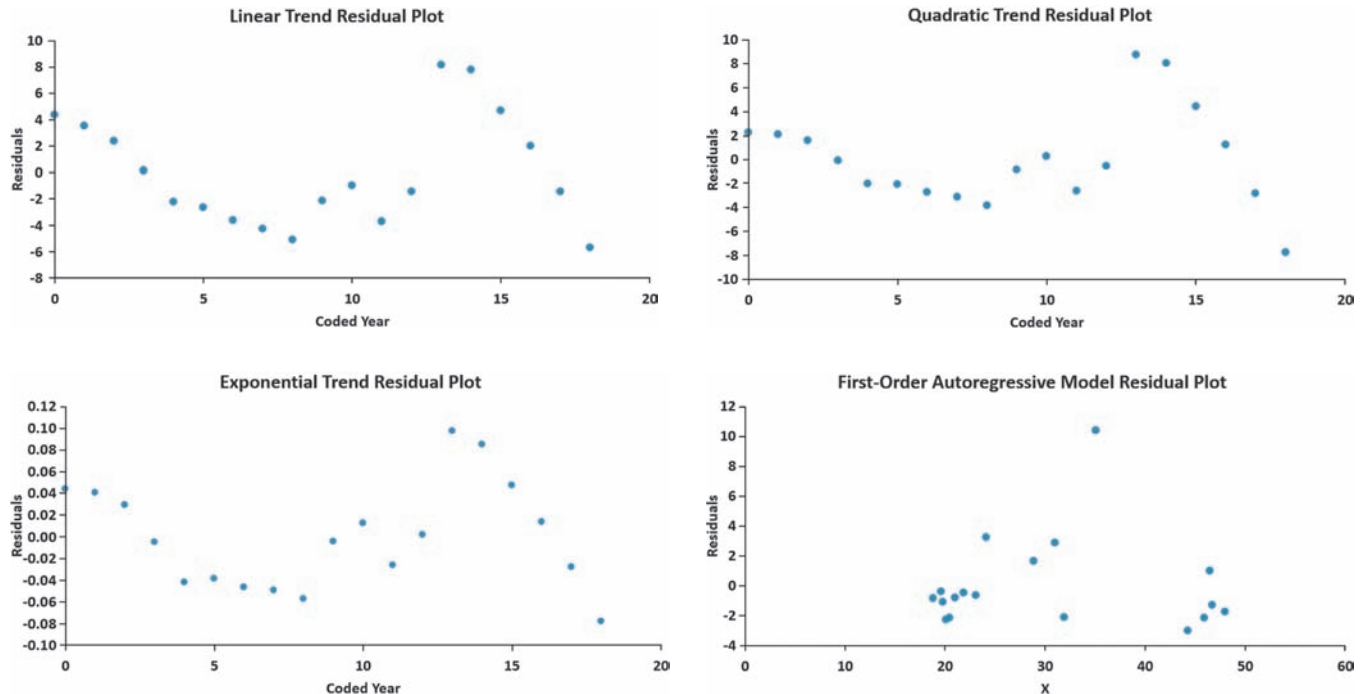 Linear Trend Residual Plot
10
8
6
4
2
0
-2
-4
-6
-8
Residuals
0 5 10 15 20
Coded Year
Quadratic Trend Residual Plot
10
8
6
4
2
0
-2
-4
-6
-8
-10
Residuals
0 5 10 15 20
Coded Year
Exponential Trend Residual Plot
0.12
0.10
0.08
0.06
0.04
0.02
0.00
-0.02
-0.04
-0.06
-0.08
-0.10
Residuals
0 5 10 15 20
Coded Year
First-Order Autoregressive Model Residual Plot
12
10
8
6
4
2
0
-2
-4
Residuals
0 10 20 30 40 50 60
X